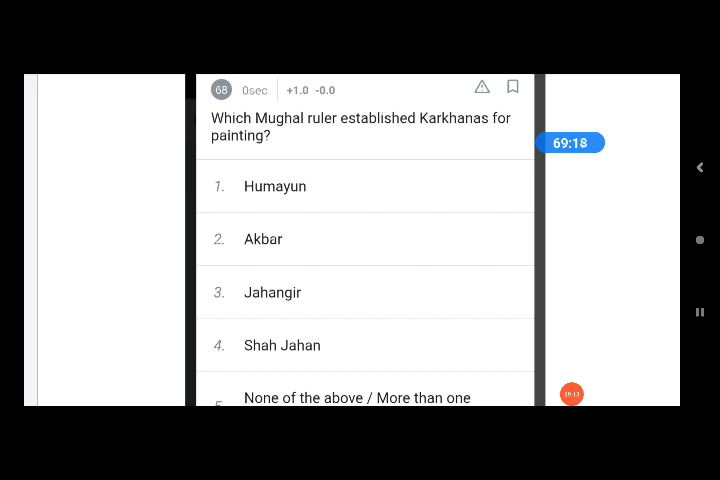 68 0sec +1.0 -0.0
Which Mughal ruler established Karkhanas for
painting?
69:18
1. Humayun
2. Akbar
3. Jahangir
4. Shah Jahan
None of the above / More than one